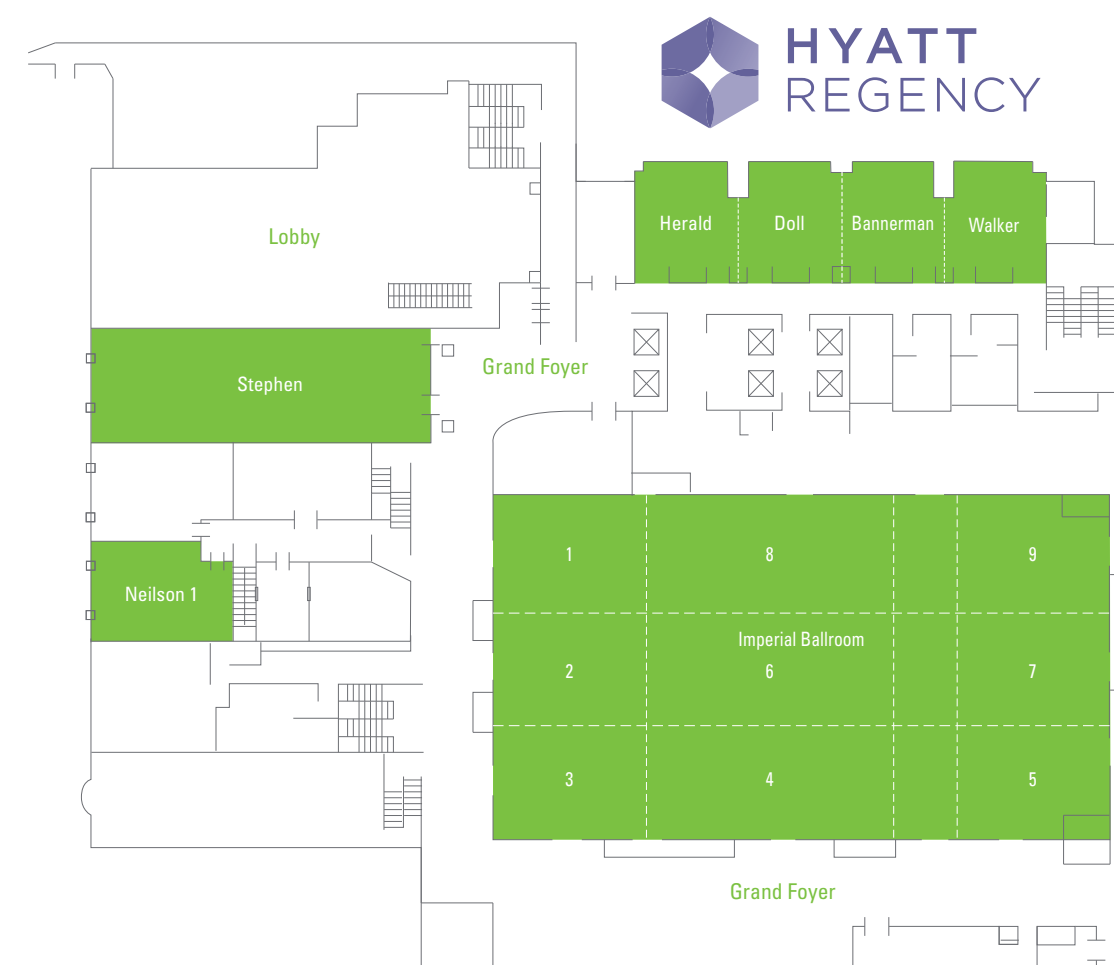 HYATT
REGENCY
Herald
Doll
Bannerman
Walker
Lobby
Grand Foyer
Stephen
Neilson 1
1
8
9
Imperial Ballroom
2
6
7
3
4
5
Grand Foyer